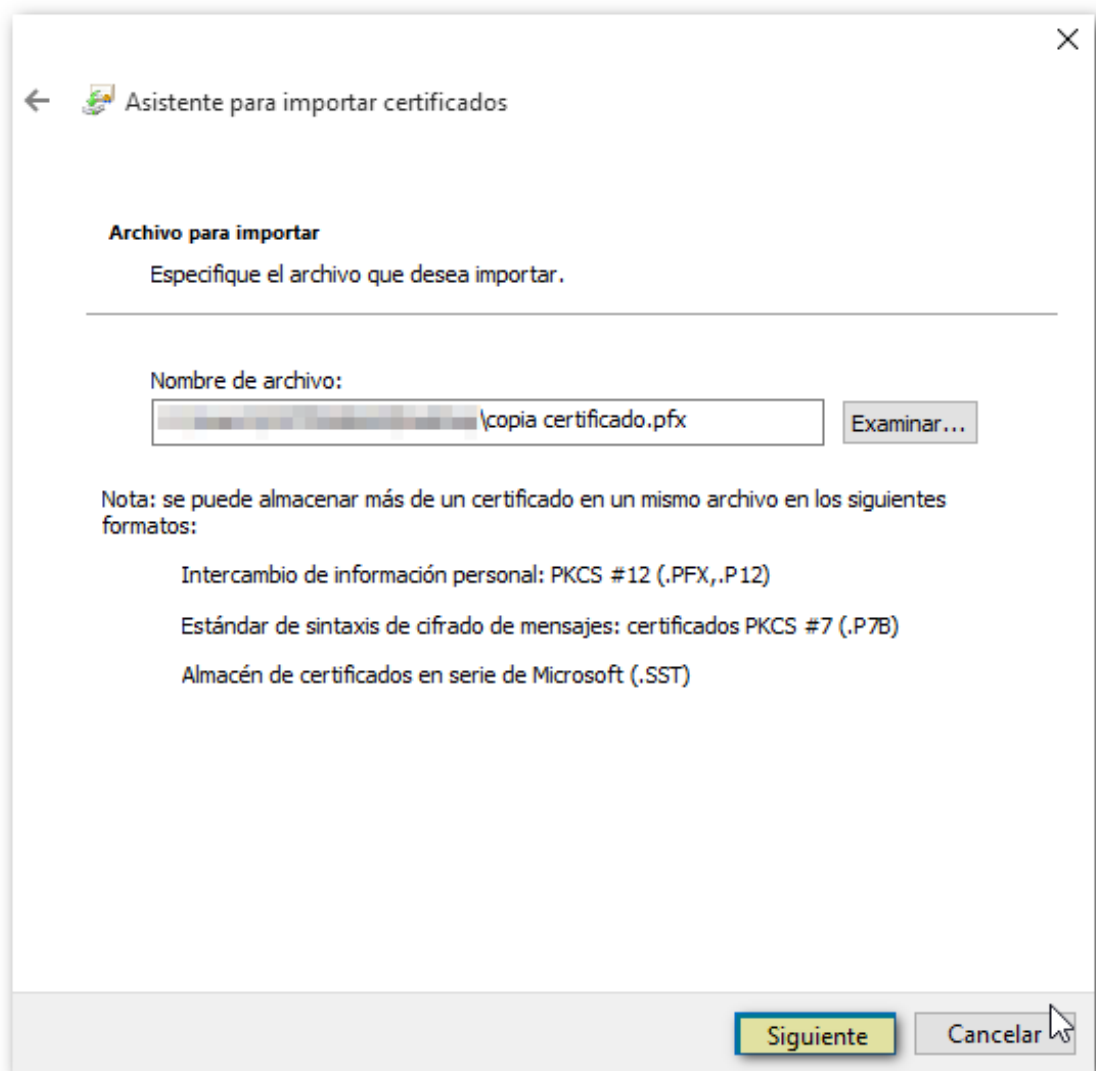 Asistente para importar certificados
Archivo para importar
Especifique el archivo que desea importar.
Nombre de archivo:
\copia certificado.pfx
Examinar...
Nota: se puede almacenar más de un certificado en un mismo archivo en los siguientes
formatos:
Intercambio de información personal: PKCS #12 (.PFX,.P12)
Estándar de sintaxis de cifrado de mensajes: certificados PKCS #7 (.P7B)
Almacén de certificados en serie de Microsoft (.SST)
Siguiente
Cancelar